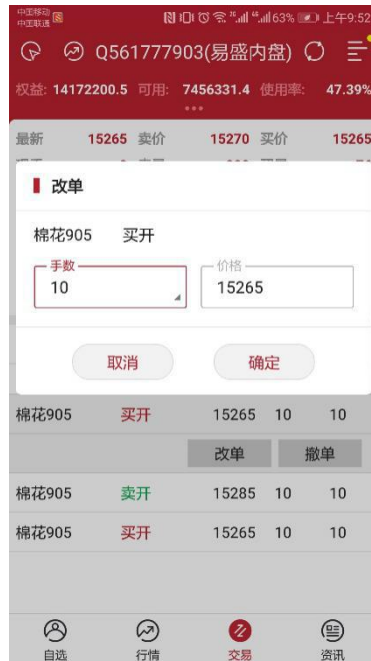 中国移动
中国联通
63% 上午9:52
Q561777903(易盛内盘)
权益: 14172200.5 可用: 7456331.4 使用率: 47.39%
最新 15265 卖价 15270 买价 15265
改单
棉花905 买开
手数 价格
10 15265
取消 确定
棉花905 买开 15265 10 10
改单 撤单
棉花905 卖开 15285 10 10
棉花905 买开 15265 10 10
自选 行情 交易 资讯